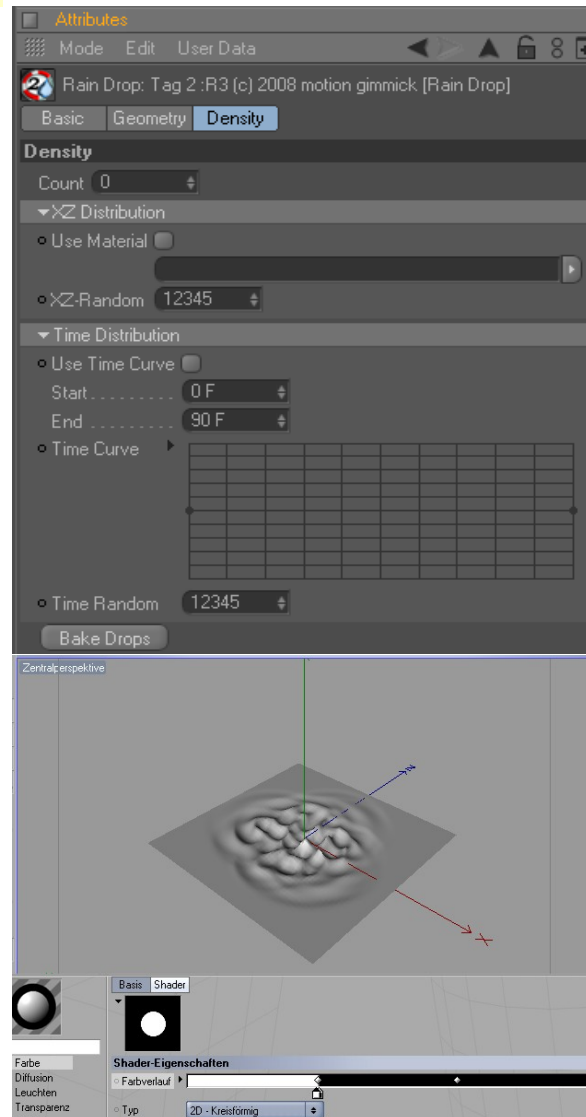 Attributes
Mode Edit User Data
Rain Drop: Tag 2 :R3 (c) 2008 motion gimmick [Rain Drop]
Basic Geometry Density
Density
Count 0
XZ Distribution
Use Material
XZ-Random 12345
Time Distribution
Use Time Curve
Start . . . . . . . . . 0 F
End . . . . . . . . . 90 F
Time Curve
Time Random 12345
Bake Drops
Zentralperspektive
Z
X
Basis Shader
Farbe
Diffusion
Leuchten
Transparenz
Shader-Eigenschaften
Farbverlauf
Typ 2D - Kreisförmig